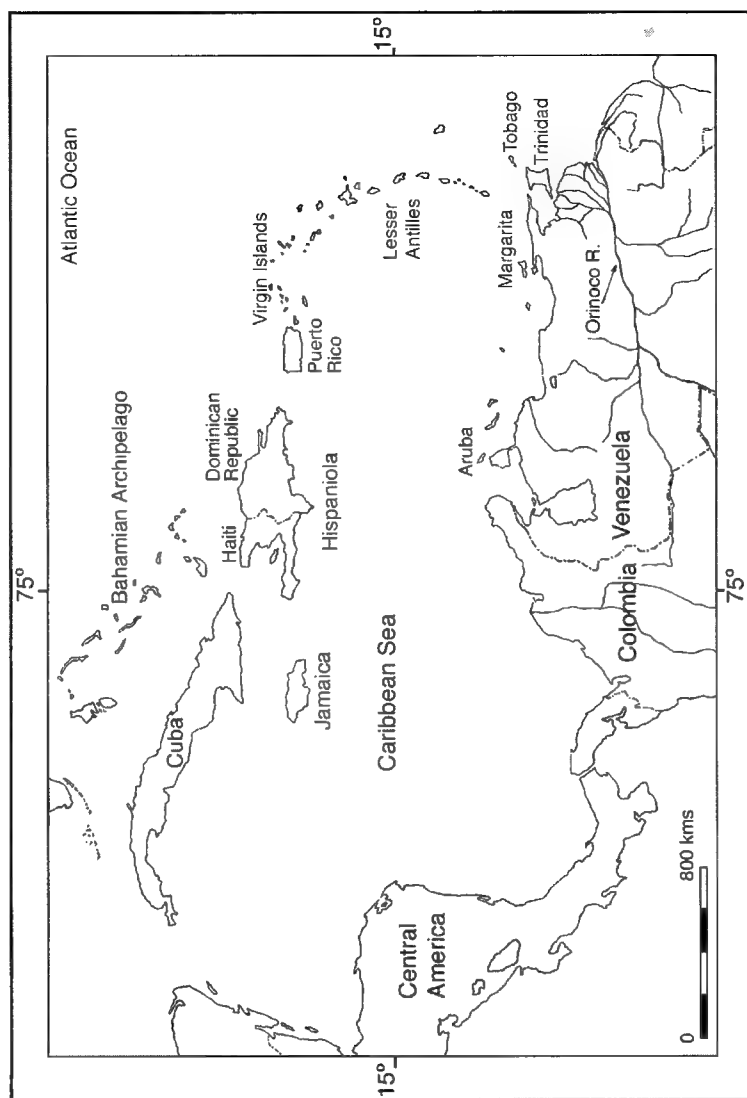 75°
Atlantic Ocean
Bahamian Archipelago
Virgin Islands
Cuba
Haiti
Dominican
Republic
Puerto
Rico
Jamaica
Hispaniola
15°
Caribbean Sea
Lesser
Antilles
15°
Central
America
Aruba
Margarita
Tobago
Trinidad
Orinoco R.
Colombia
Venezuela
0
800 kms
75°